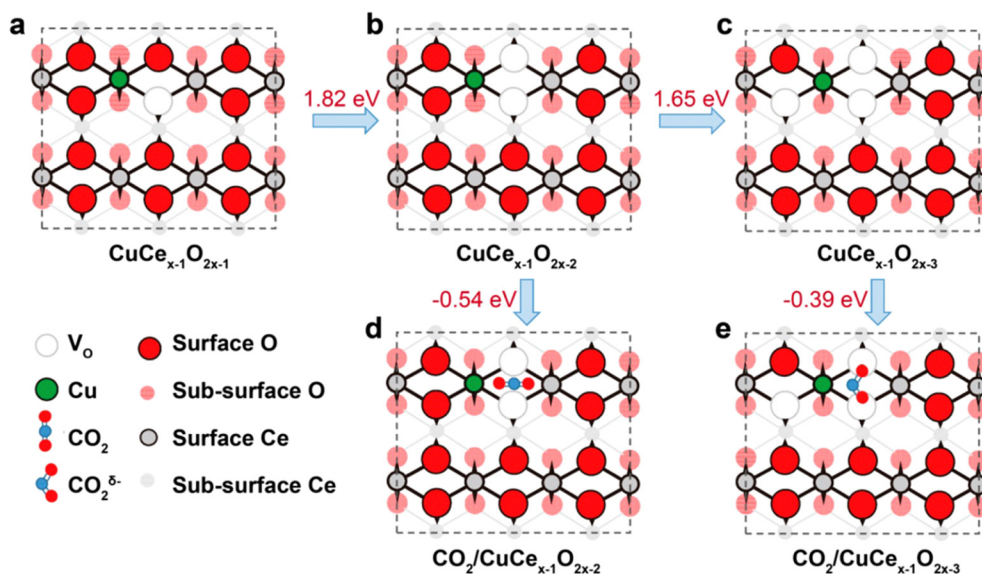 a
b
c
1.82 eV
1.65 eV
CuCeₓ₋₁O₂ₓ₋₁
CuCeₓ₋₁O₂ₓ₋₂
CuCeₓ₋₁O₂ₓ₋₃
-0.54 eV
-0.39 eV
d
e
V₀ Surface O
Cu Sub-surface O
CO₂ Surface Ce
CO₂ᵟ⁻ Sub-surface Ce
CO₂/CuCeₓ₋₁O₂ₓ₋₂
CO₂/CuCeₓ₋₁O₂ₓ₋₃